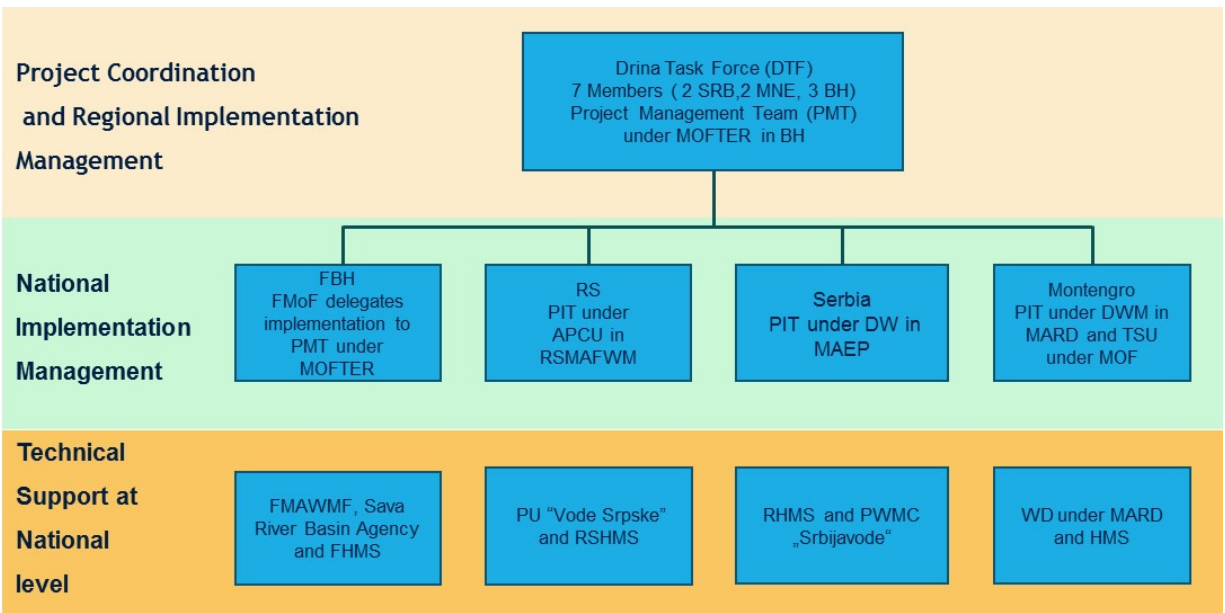 Project Coordination
and Regional Implementation
Management
Drina Task Force (DTF)
7 Members ( 2 SRB,2 MNE, 3 BH)
Project Management Team (PMT)
under MOFTER in BH
National
Implementation
Management
FBH
FMoF delegates
implementation to
PMT under
MOFTER
RS
PIT under
APCU in
RSMAFWM
Serbia
PIT under DW in
MAEP
Montengro
PIT under DWM in
MARD and TSU
under MOF
Technical
Support at
National
level
FMAWMF, Sava
River Basin Agency
and FHMS
PU “Vode Srpske”
and RSHMS
RHMS and PWMC
„Srbijavode“
WD under MARD
and HMS